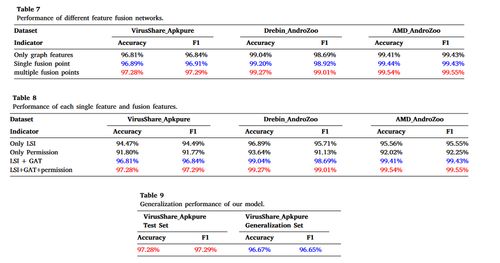 Table 7
Performance of different feature fusion networks.
Dataset VirusShare_Apkpure Drebin_AndroZoo AMD_AndroZoo
Indicator Accuracy F1 Accuracy F1 Accuracy F1
Only graph features 96.81% 96.84% 99.04% 98.69% 99.41% 99.43%
Single fusion point 96.89% 96.91% 99.20% 98.92% 99.44% 99.43%
multiple fusion points 97.28% 97.29% 99.27% 99.01% 99.54% 99.55%
Table 8
Performance of each single feature and fusion features.
Dataset VirusShare_Apkpure Drebin_AndroZoo AMD_AndroZoo
Indicator Accuracy F1 Accuracy F1 Accuracy F1
Only LSI 94.47% 94.49% 96.89% 95.71% 95.56% 95.55%
Only Permission 91.80% 91.77% 93.64% 91.13% 92.02% 92.25%
LSI + GAT 96.81% 96.84% 99.04% 98.69% 99.41% 99.43%
LSI+GAT+permission 97.28% 97.29% 99.27% 99.01% 99.54% 99.55%
Table 9
Generalization performance of our model.
VirusShare_Apkpure VirusShare_Apkpure
Test Set Generalization Set
Accuracy F1 Accuracy F1
97.28% 97.29% 96.67% 96.65%